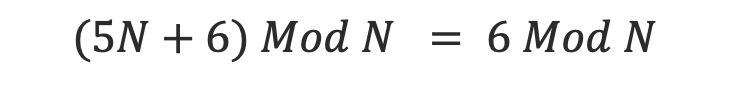 (5N + 6) Mod N = 6 Mod N